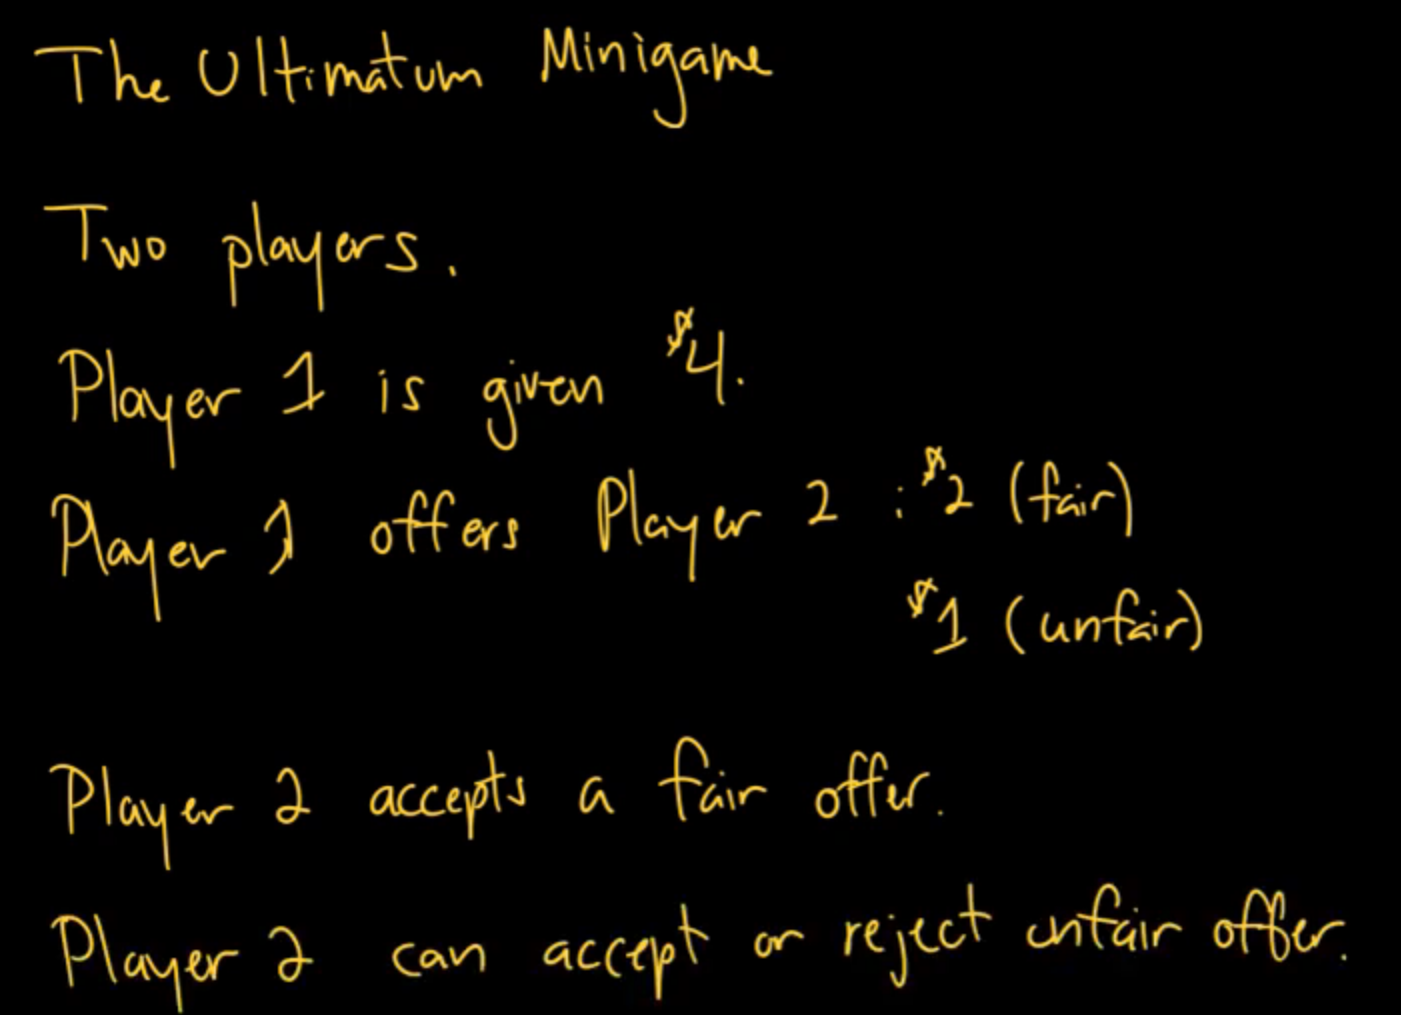 The Ultimatum Minigame
Two players.
Player 1 is given $4.
Player 1 offers Player 2 : $2 (fair)
$1 (unfair)
Player 2 accepts a fair offer.
Player 2 can accept or reject unfair offer.